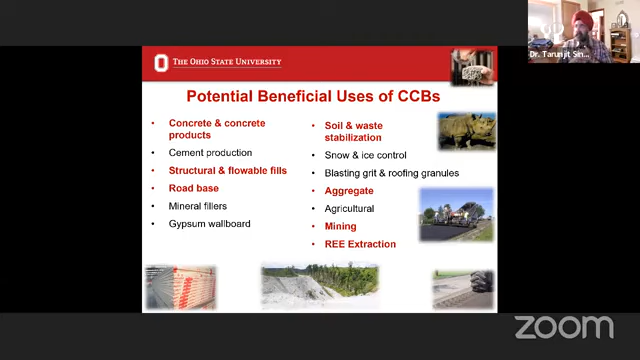 THE OHIO STATE UNIVERSITY
Potential Beneficial Uses of CCBs
• Concrete & concrete
products
• Cement production
• Structural & flowable fills
• Road base
• Mineral fillers
• Gypsum wallboard
• Soil & waste
stabilization
• Snow & ice control
• Blasting grit & roofing granules
• Aggregate
• Agricultural
• Mining
• REE Extraction
Dr. Tarunjit Sin...
zoom